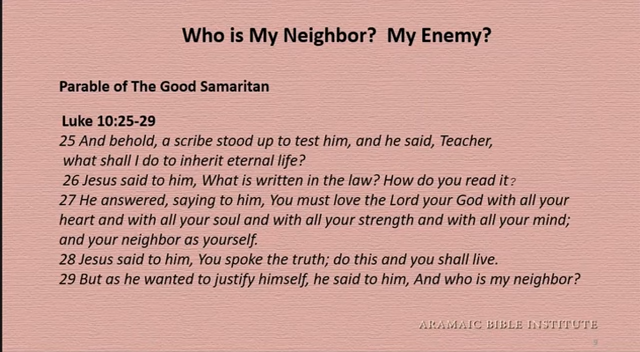 Who is My Neighbor?  My Enemy?
Parable of The Good Samaritan
Luke 10:25-29
25 And behold, a scribe stood up to test him, and he said, Teacher,
what shall I do to inherit eternal life?
26 Jesus said to him, What is written in the law? How do you read it?
27 He answered, saying to him, You must love the Lord your God with all your
heart and with all your soul and with all your strength and with all your mind;
and your neighbor as yourself.
28 Jesus said to him, You spoke the truth; do this and you shall live.
29 But as he wanted to justify himself, he said to him, And who is my neighbor?
ARAMAIC BIBLE INSTITUTE